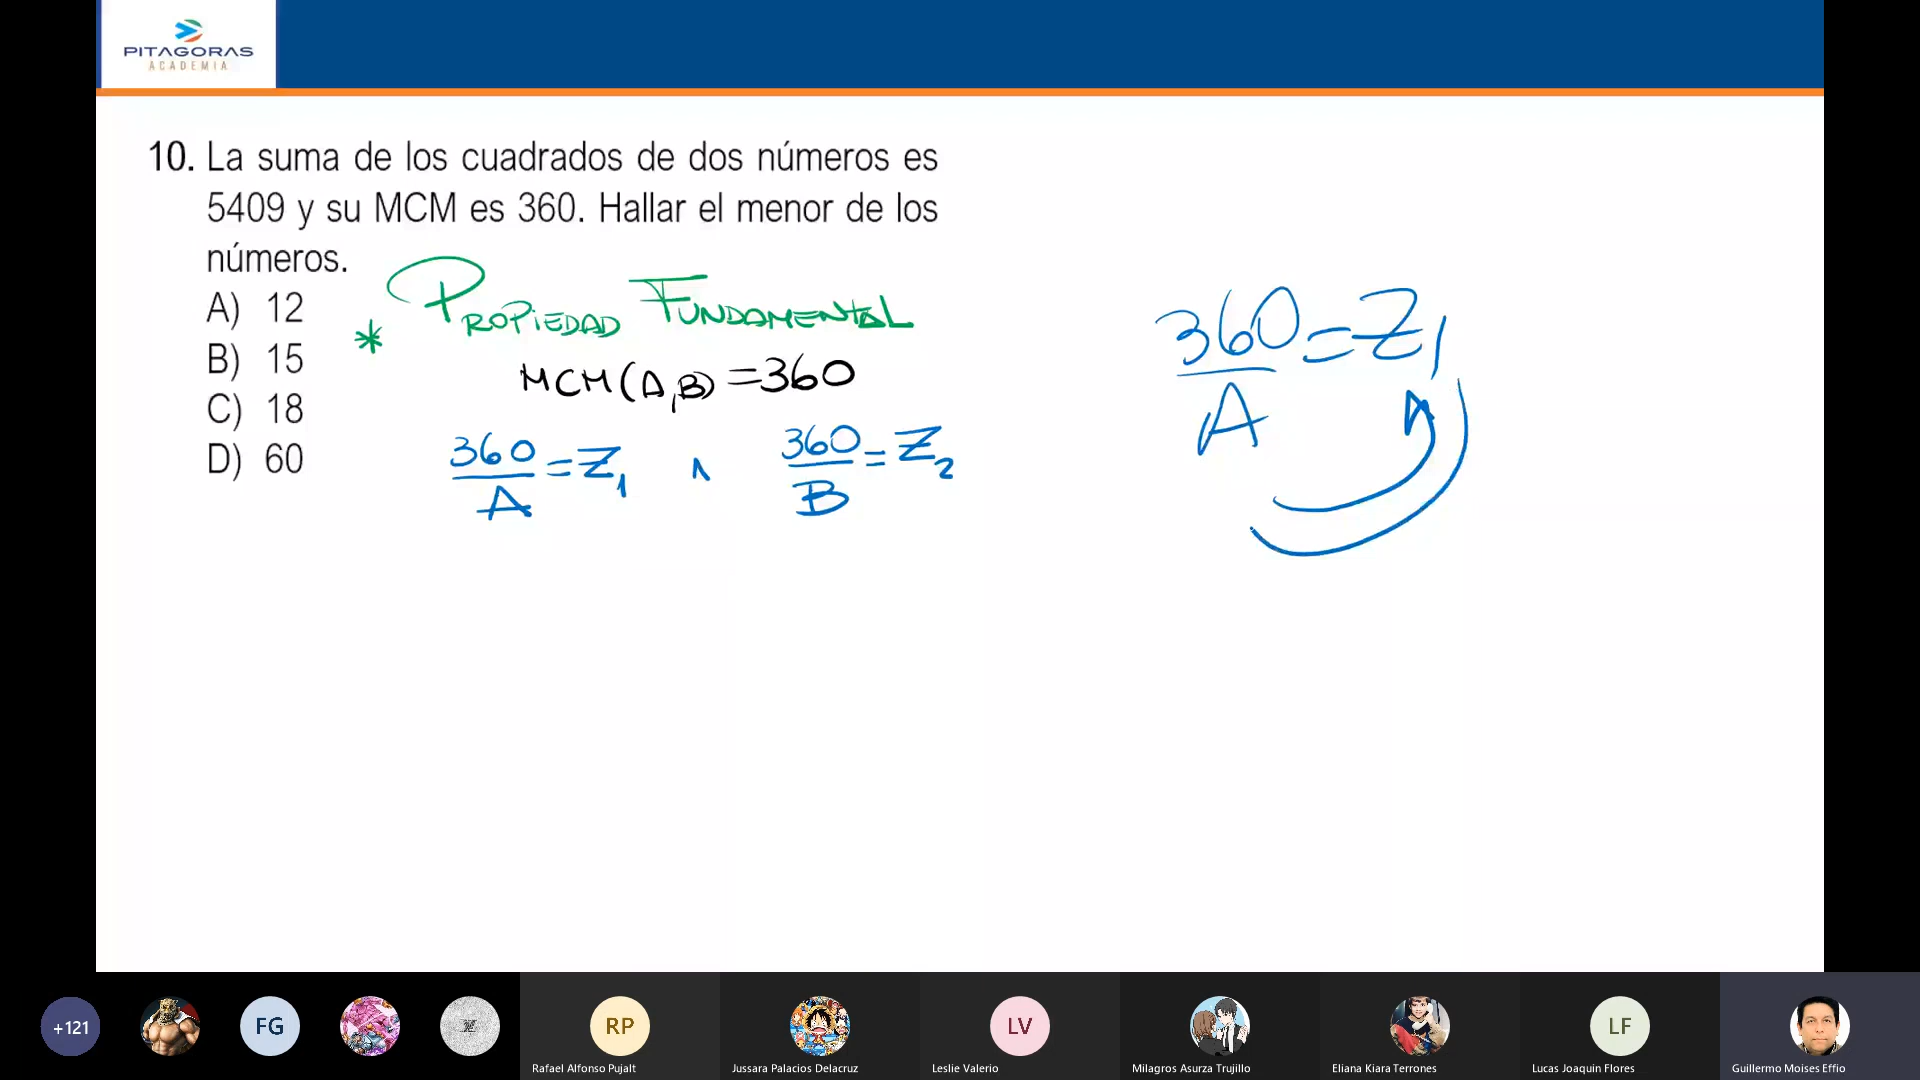 PITAGORAS
ACADEMIA
10. La suma de los cuadrados de dos números es
5409 y su MCM es 360. Hallar el menor de los
números.
A) 12
B) 15
C) 18
D) 60
* PROPIEDAD FUNDAMENTAL
MCM(A,B) = 360
360/A = Z1 ∧ 360/B = Z2
360/A = Z1
+121
FG
RP
LV
LF
Rafael Alfonso Pujalt
Jussara Palacios Delacruz
Leslie Valerio
Milagros Asurza Trujillo
Eliana Kiara Terrones
Lucas Joaquin Flores
Guillermo Moises Effio